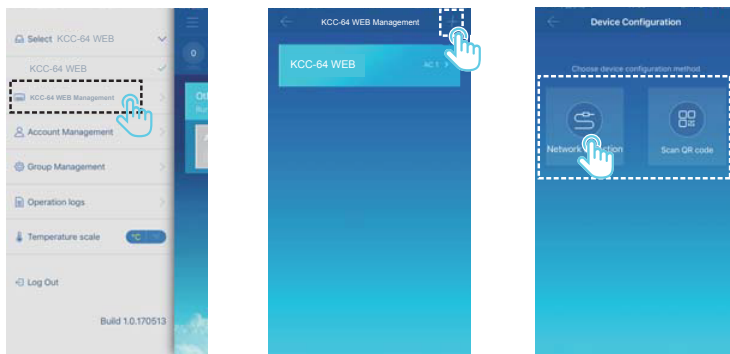 Select KCC-64 WEB
KCC-64 WEB
KCC-64 WEB Management
Account Management
Group Management
Operation logs
Temperature scale °C
Log Out
Build 1.0.170513
0
KCC-64 WEB Management
KCC-64 WEB AC 1
Device Configuration
Choose device configuration method
Scan QR code